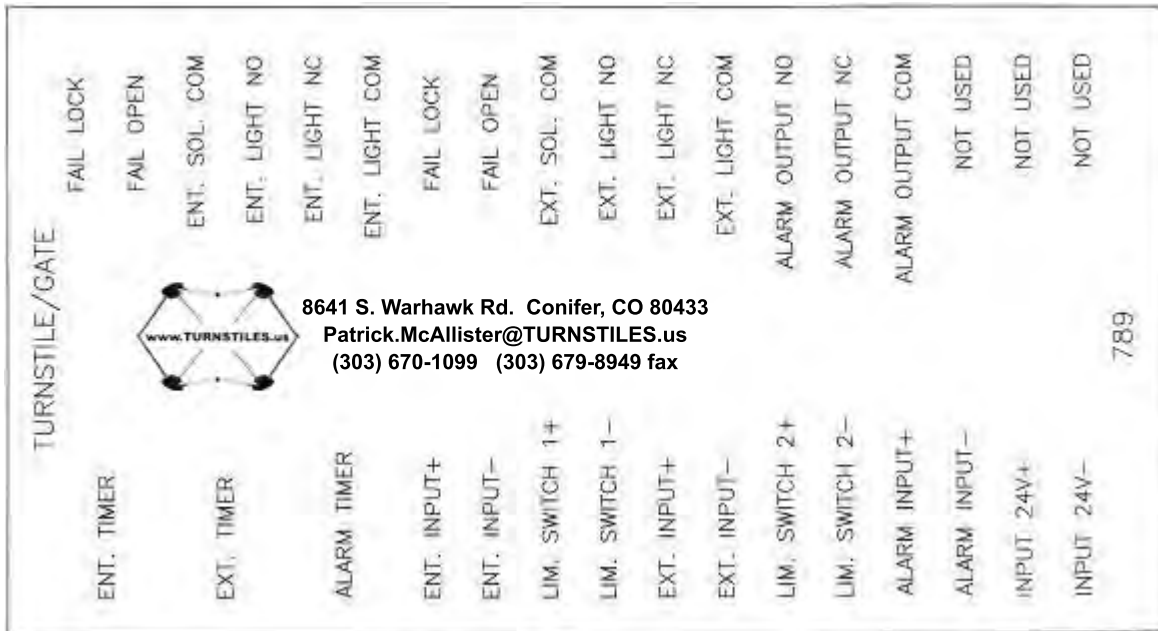 TURNSTILE/GATE
FAIL LOCK
FAIL OPEN
ENT. SOL. COM
ENT. LIGHT NO
ENT. LIGHT NC
ENT. LIGHT COM
FAIL LOCK
FAIL OPEN
EXT. SOL. COM
EXT. LIGHT NO
EXT. LIGHT NC
EXT. LIGHT COM
ALARM OUTPUT NO
ALARM OUTPUT NC
ALARM OUTPUT COM
NOT USED
NOT USED
NOT USED
www.TURNSTILES.us
8641 S. Warhawk Rd. Conifer, CO 80433
Patrick.McAllister@TURNSTILES.us
(303) 670-1099 (303) 679-8949 fax
789
ENT. TIMER
EXT. TIMER
ALARM TIMER
ENT. INPUT+
ENT. INPUT−
LIM. SWITCH 1+
LIM. SWITCH 1−
EXT. INPUT+
EXT. INPUT−
LIM. SWITCH 2+
LIM. SWITCH 2−
ALARM INPUT+
ALARM INPUT−
INPUT 24V+
INPUT 24V−